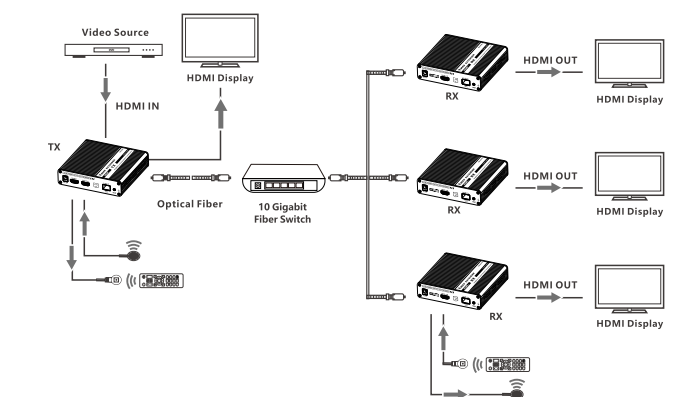 Video Source
HDMI Display
HDMI IN
TX
Optical Fiber
10 Gigabit
Fiber Switch
RX
HDMI OUT
HDMI Display
RX
HDMI OUT
HDMI Display
RX
HDMI OUT
HDMI Display